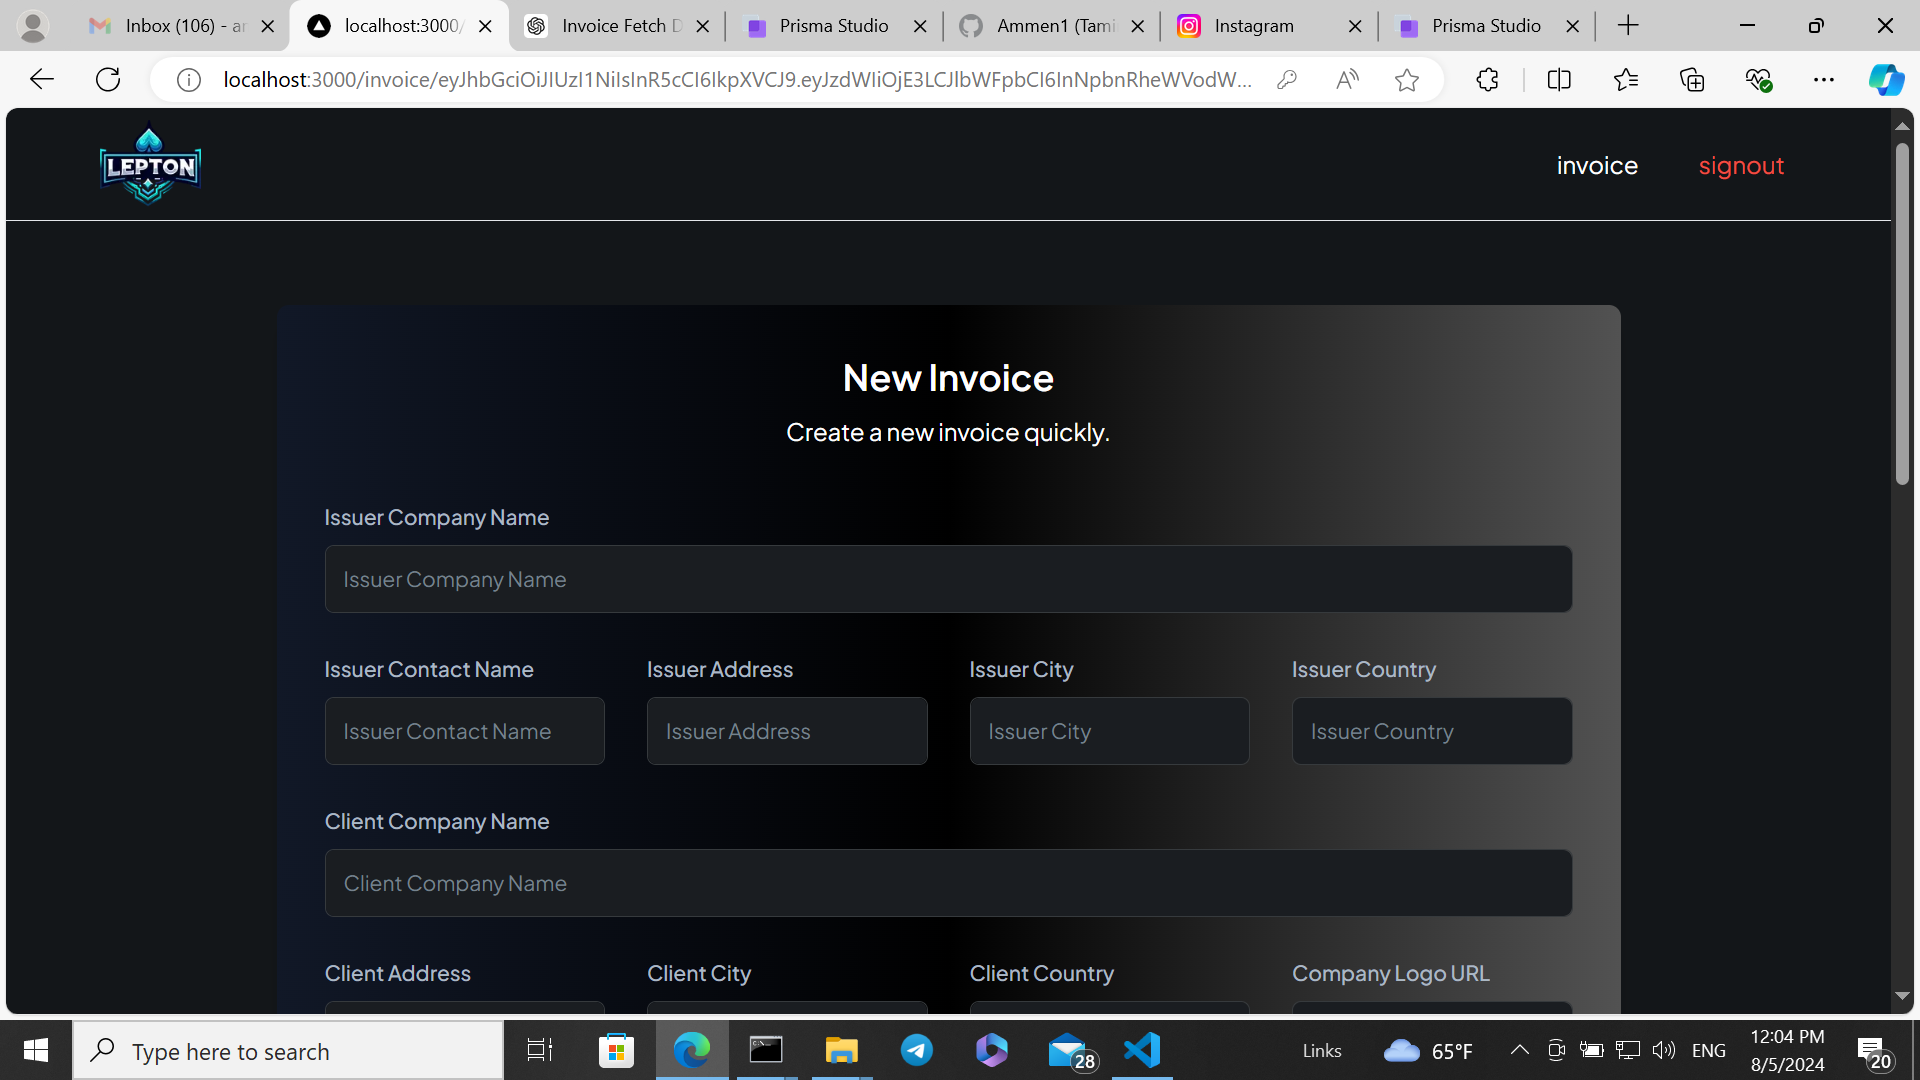 Inbox (106) - ar
localhost:3000/
Invoice Fetch D
Prisma Studio
Ammen1 (Tami
Instagram
Prisma Studio
localhost:3000/invoice/eyJhbGciOiJIUzI1NiIsInR5cCI6IkpXVCJ9.eyJzdWIiOjE3LCJlbWFpbCI6InNpbnRheWVodW...
LEPTON
invoice
signout
New Invoice
Create a new invoice quickly.
Issuer Company Name
Issuer Company Name
Issuer Contact Name Issuer Address Issuer City Issuer Country
Issuer Contact Name Issuer Address Issuer City Issuer Country
Client Company Name
Client Company Name
Client Address Client City Client Country Company Logo URL
Type here to search
28
Links
65°F
ENG
12:04 PM
8/5/2024
20